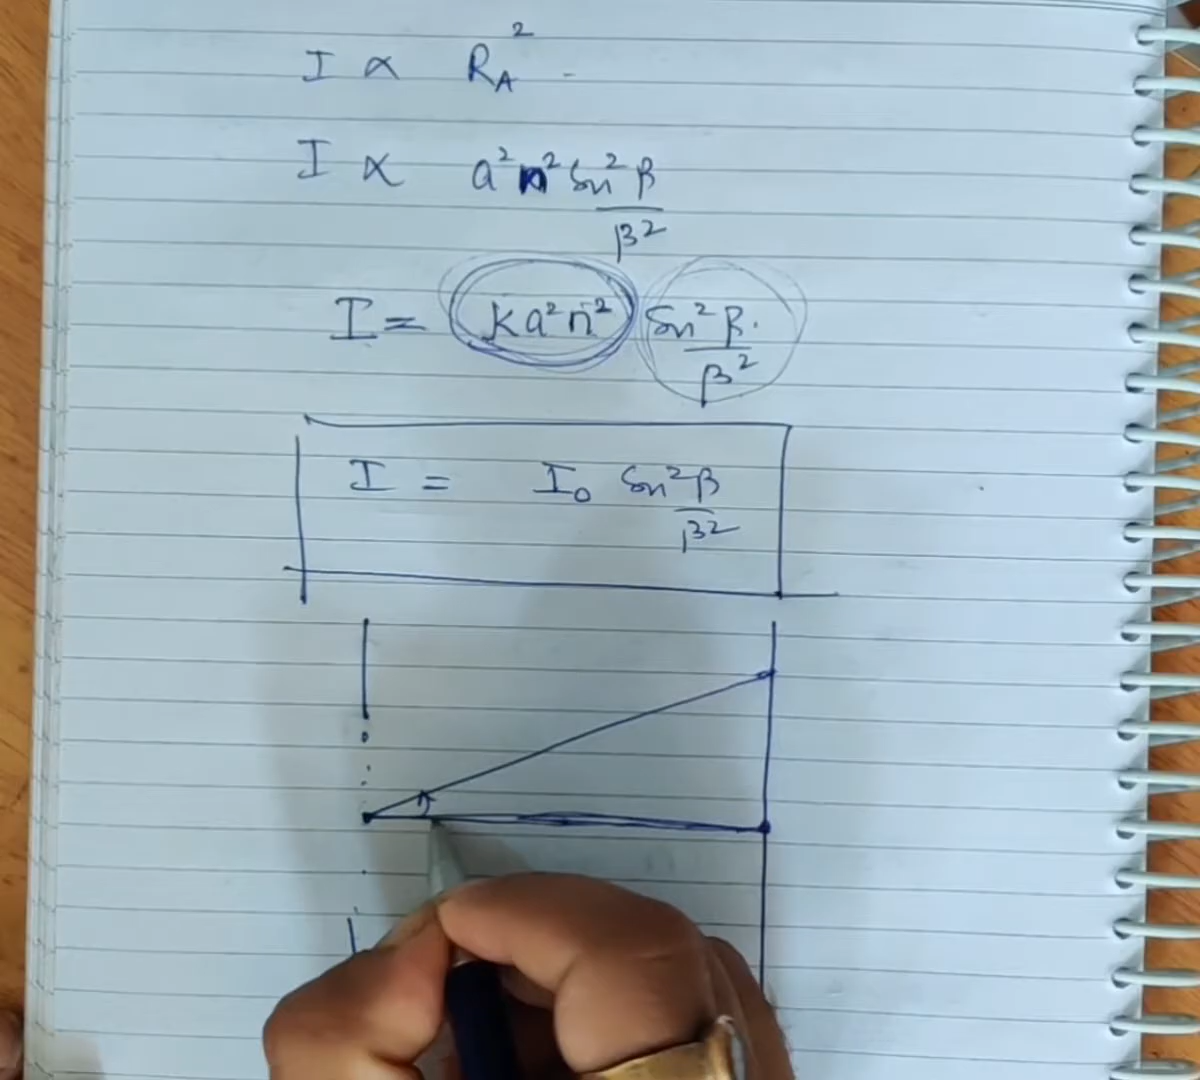 I ∝ R_A²
I ∝ a²n² Sin²β/β²
I = Ka²n² Sin²β/β²
I = I₀ Sin²β/β²